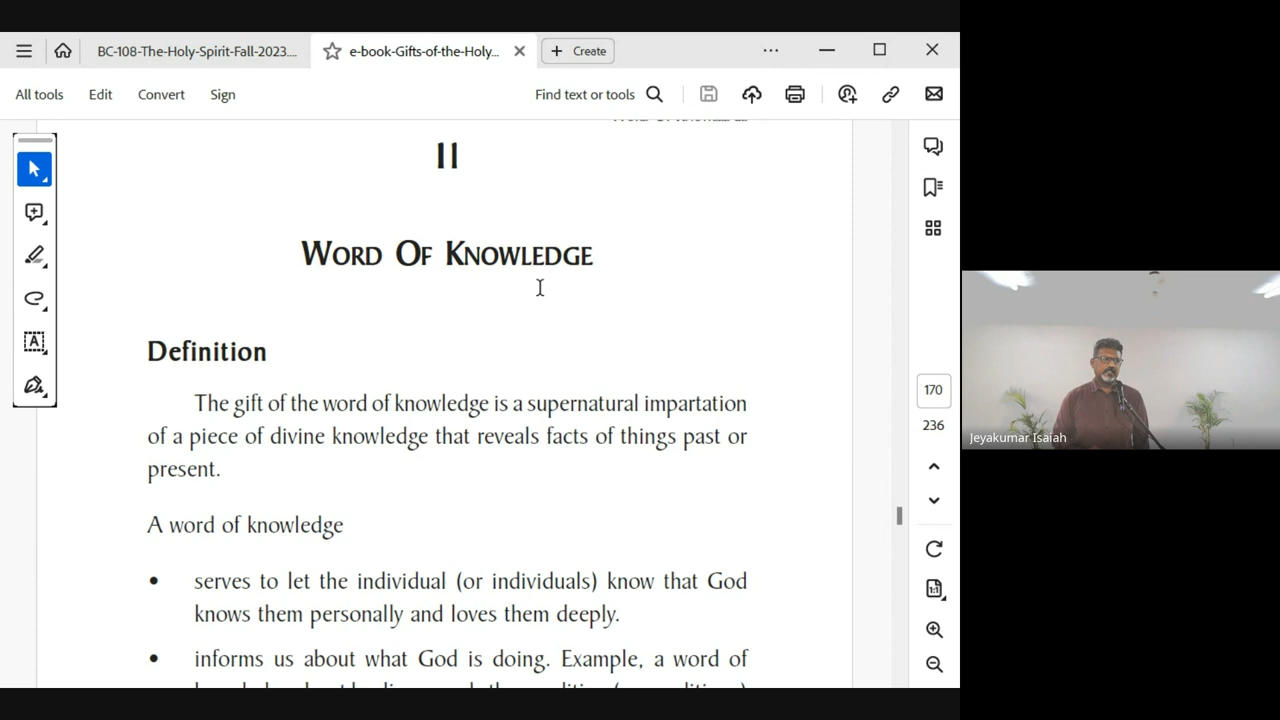 BC-108-The-Holy-Spirit-Fall-2023....
e-book-Gifts-of-the-Holy...
Create
All tools
Edit
Convert
Sign
Find text or tools
11
WORD OF KNOWLEDGE
Definition
The gift of the word of knowledge is a supernatural impartation
of a piece of divine knowledge that reveals facts of things past or
present.
A word of knowledge
• serves to let the individual (or individuals) know that God
knows them personally and loves them deeply.
• informs us about what God is doing. Example, a word of
170
236
1:1
Jeyakumar Isaiah